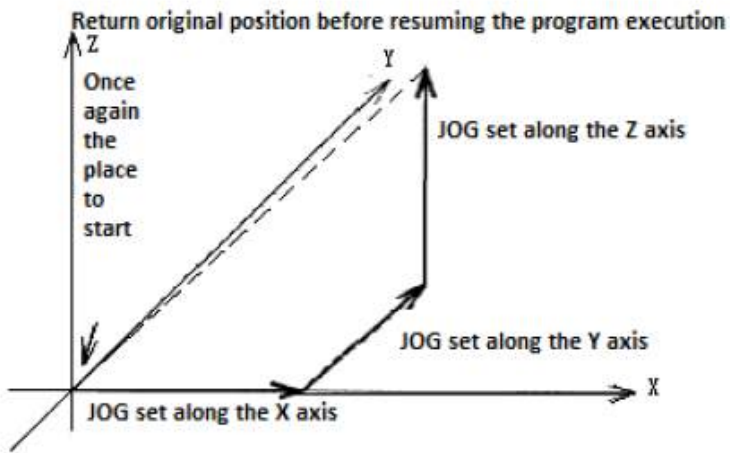 Return original position before resuming the program execution
Z
Y
Once
again
the
place
to
start
JOG set along the Z axis
JOG set along the Y axis
X
JOG set along the X axis